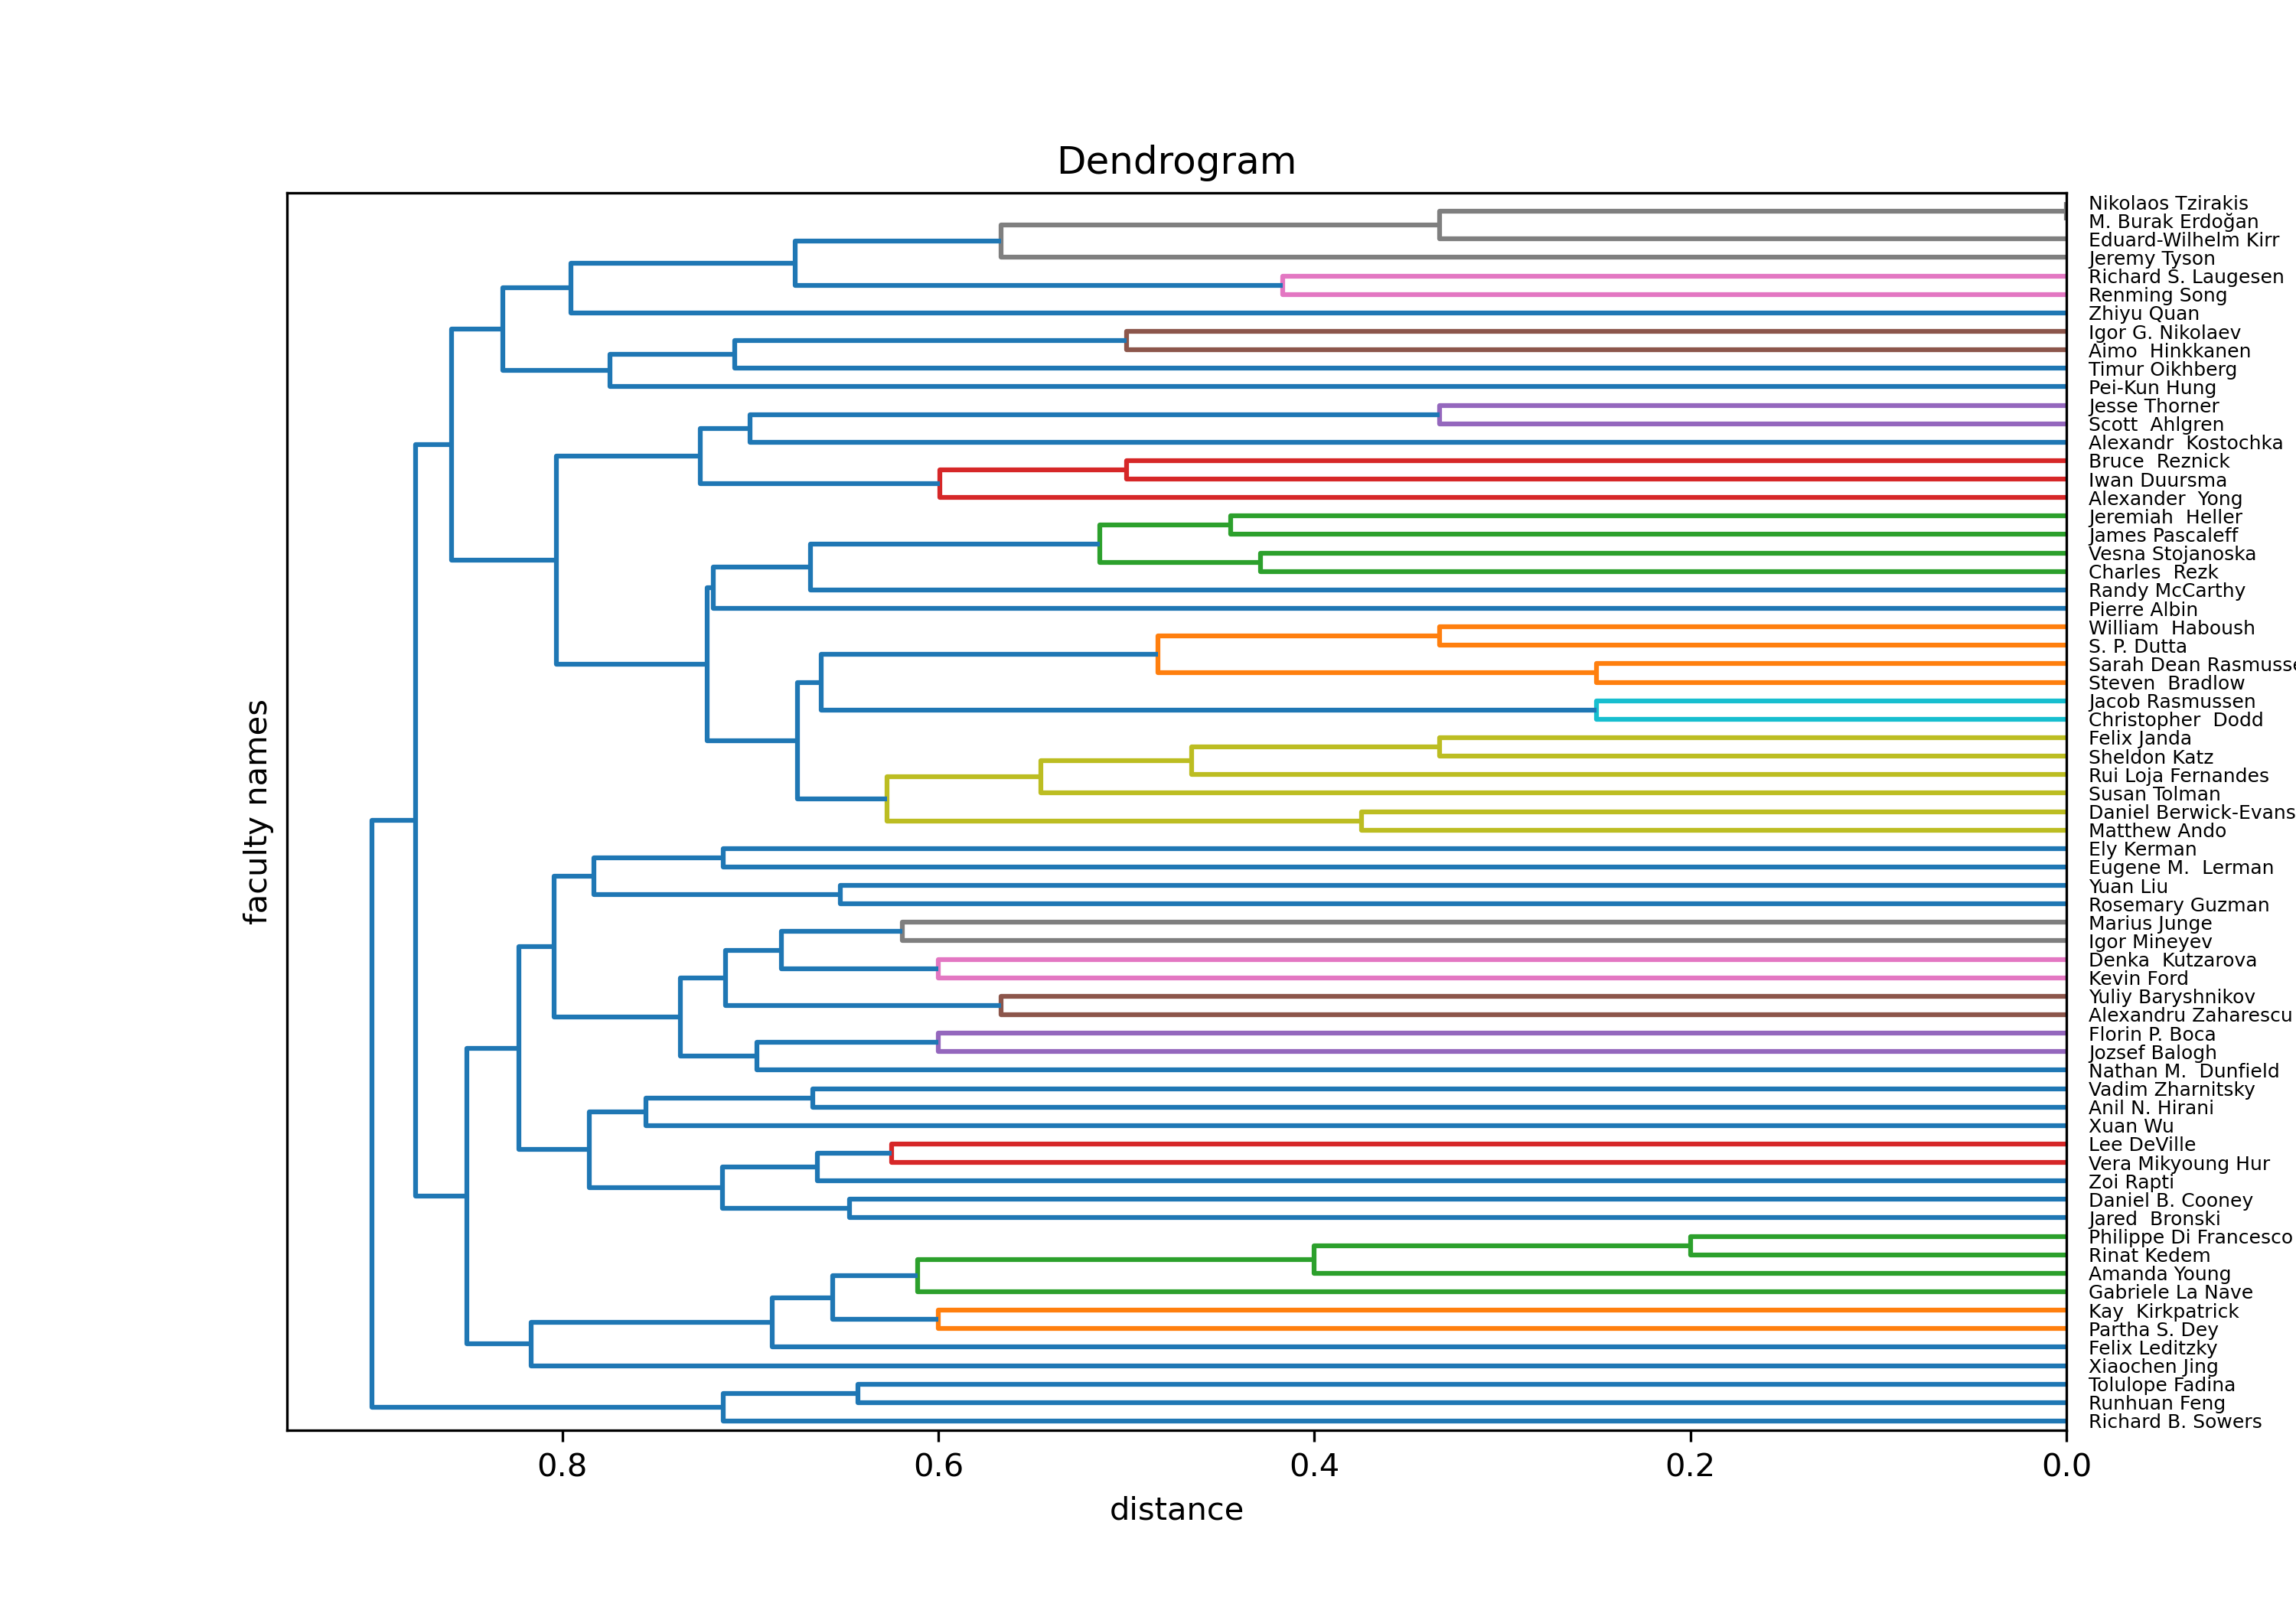 Dendrogram
Nikolaos Tzirakis
M. Burak Erdoğan
Eduard-Wilhelm Kirr
Jeremy Tyson
Richard S. Laugesen
Renming Song
Zhiyu Quan
Igor G. Nikolaev
Aimo  Hinkkanen
Timur Oikhberg
Pei-Kun Hung
Jesse Thorner
Scott  Ahlgren
Alexandr  Kostochka
Bruce  Reznick
Iwan Duursma
Alexander  Yong
Jeremiah  Heller
James Pascaleff
Vesna Stojanoska
Charles  Rezk
Randy McCarthy
Pierre Albin
William  Haboush
S. P. Dutta
Sarah Dean Rasmusse
Steven  Bradlow
Jacob Rasmussen
Christopher  Dodd
Felix Janda
Sheldon Katz
Rui Loja Fernandes
Susan Tolman
Daniel Berwick-Evans
Matthew Ando
Ely Kerman
Eugene M.  Lerman
Yuan Liu
Rosemary Guzman
Marius Junge
Igor Mineyev
Denka  Kutzarova
Kevin Ford
Yuliy Baryshnikov
Alexandru Zaharescu
Florin P. Boca
Jozsef Balogh
Nathan M.  Dunfield
Vadim Zharnitsky
Anil N. Hirani
Xuan Wu
Lee DeVille
Vera Mikyoung Hur
Zoi Rapti
Daniel B. Cooney
Jared  Bronski
Philippe Di Francesco
Rinat Kedem
Amanda Young
Gabriele La Nave
Kay  Kirkpatrick
Partha S. Dey
Felix Leditzky
Xiaochen Jing
Tolulope Fadina
Runhuan Feng
Richard B. Sowers
faculty names
0.8 0.6 0.4 0.2 0.0
distance